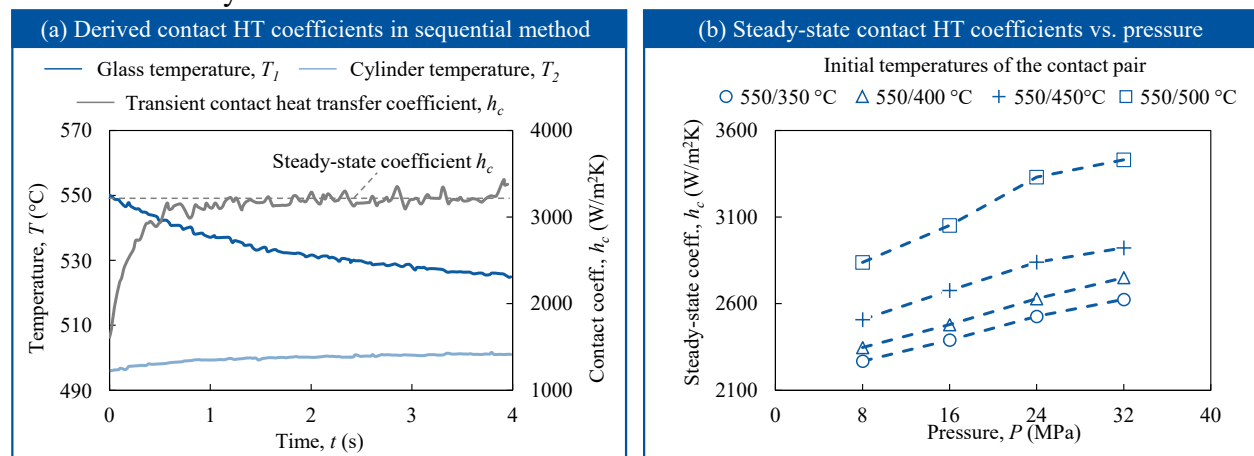 (a) Derived contact HT coefficients in sequential method
Glass temperature, T1
Cylinder temperature, T2
Transient contact heat transfer coefficient, hc
570
550
530
510
490
Temperature, T (°C)
Steady-state coefficient hc
4000
3000
2000
1000
Contact coeff., hc (W/m2K)
0
1
2
3
4
Time, t (s)
(b) Steady-state contact HT coefficients vs. pressure
Initial temperatures of the contact pair
550/350 °C
550/400 °C
550/450°C
550/500 °C
3600
3100
2600
2100
Steady-state coeff., hc (W/m2K)
0
8
16
24
32
40
Pressure, P (MPa)